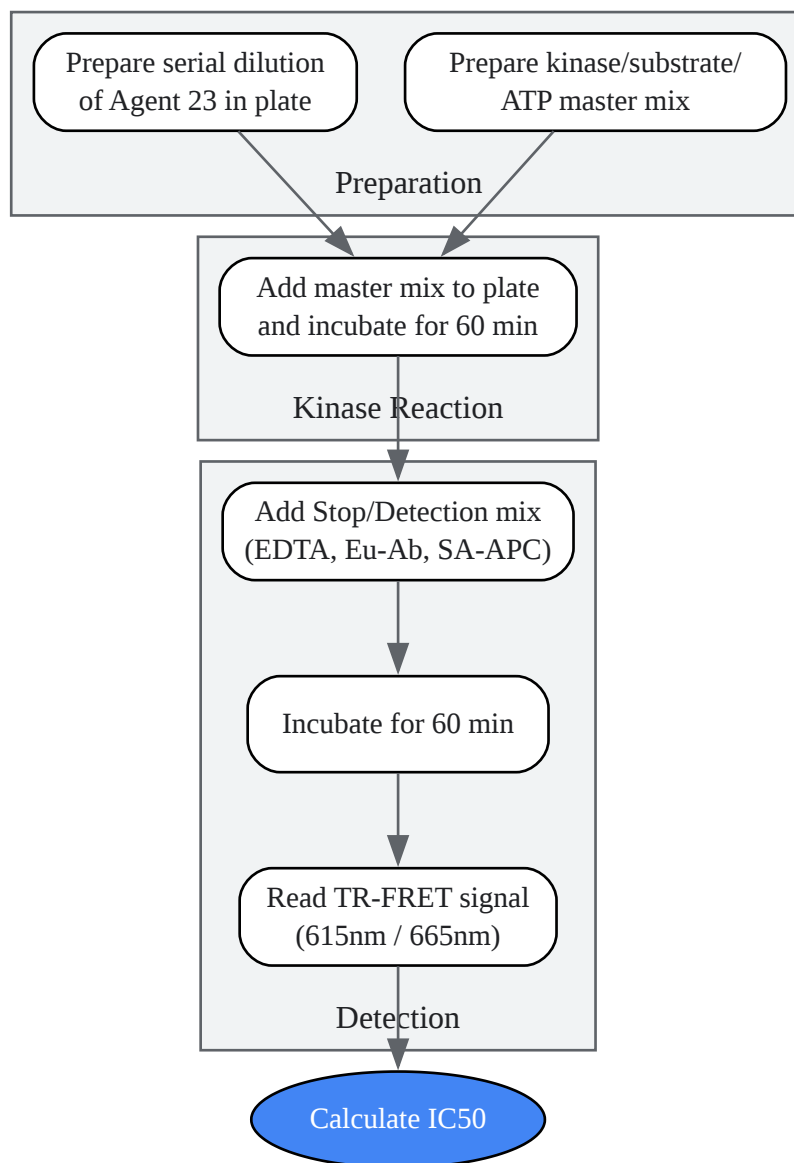 Prepare serial dilution
of Agent 23 in plate
Prepare kinase/substrate/
ATP master mix
Preparation
Add master mix to plate
and incubate for 60 min
Kinase Reaction
Add Stop/Detection mix
(EDTA, Eu-Ab, SA-APC)
Incubate for 60 min
Read TR-FRET signal
(615nm / 665nm)
Detection
Calculate IC50